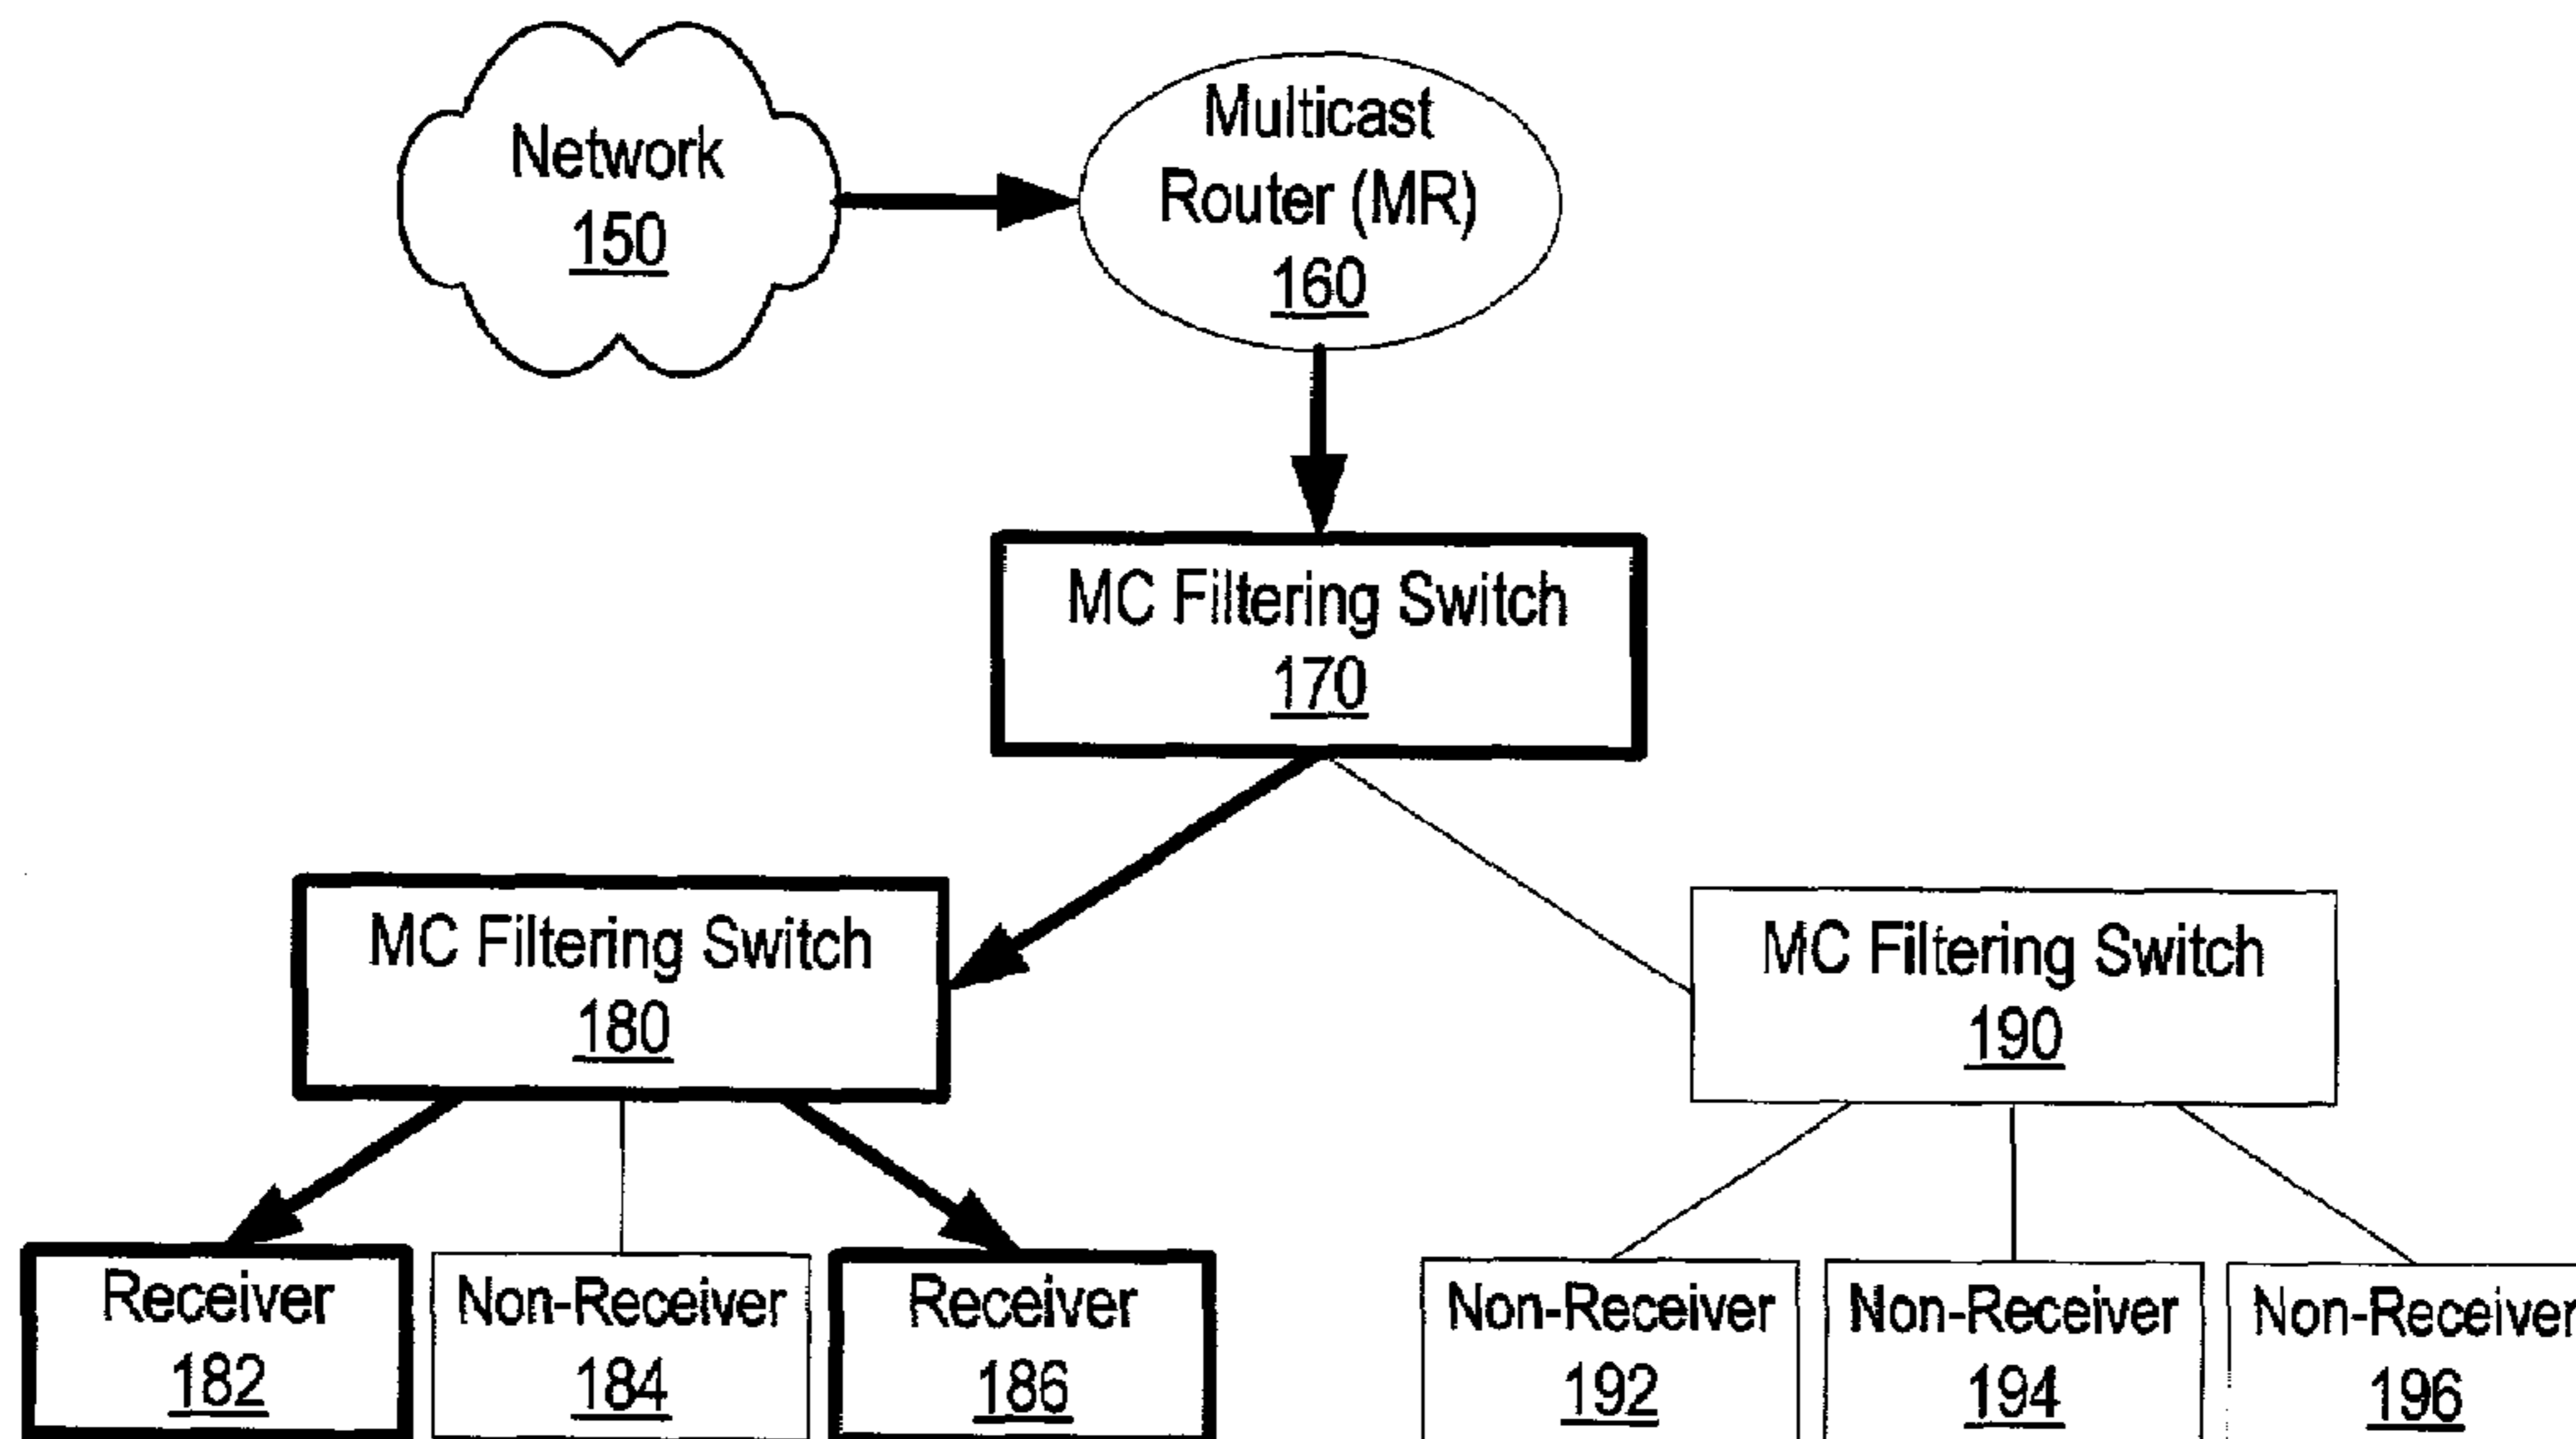 Network
150
Multicast
Router (MR)
160
MC Filtering Switch
170
MC Filtering Switch
180
MC Filtering Switch
190
Receiver
182
Non-Receiver
184
Receiver
186
Non-Receiver
192
Non-Receiver
194
Non-Receiver
196